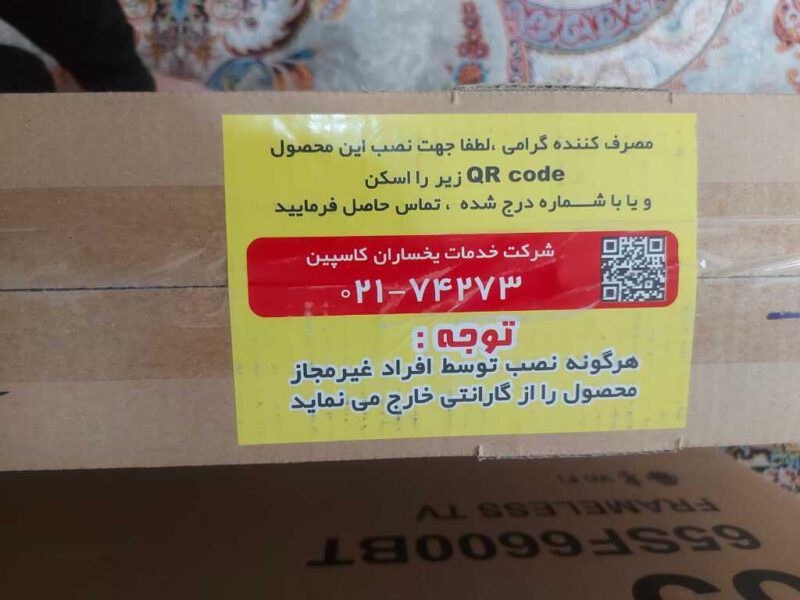 مصرف کننده گرامی ،لطفا جهت نصب این محصول
QR code زیر را اسکن
و یا با شـــماره درج شده ، تماس حاصل فرمایید
شرکت خدمات یخساران کاسپین
۰۲۱-۷۴۲۷۳
توجه :
هرگونه نصب توسط افراد غیرمجاز
محصول را از گارانتی خارج می نماید
WiFi
FRAMELESS TV
65SF6600BT